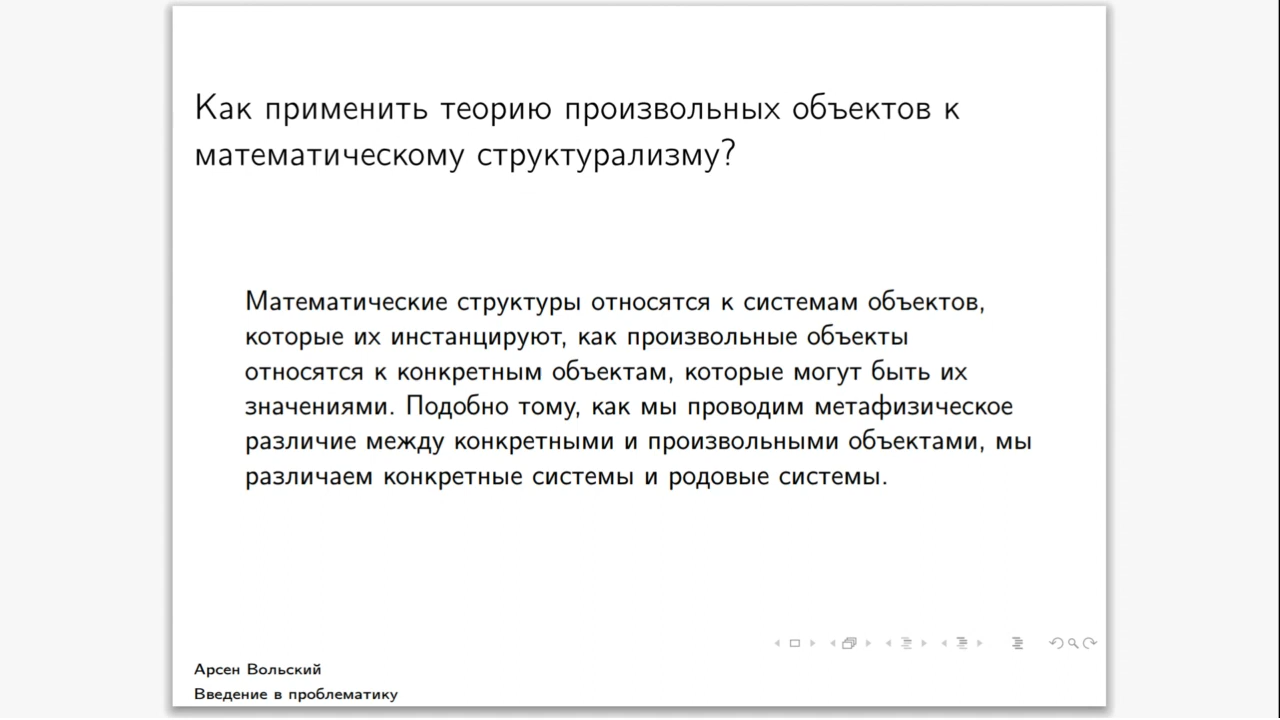 Как применить теорию произвольных объектов к
математическому структурализму?
Математические структуры относятся к системам объектов,
которые их инстанцируют, как произвольные объекты
относятся к конкретным объектам, которые могут быть их
значениями. Подобно тому, как мы проводим метафизическое
различие между конкретными и произвольными объектами, мы
различаем конкретные системы и родовые системы.
Арсен Вольский
Введение в проблематику